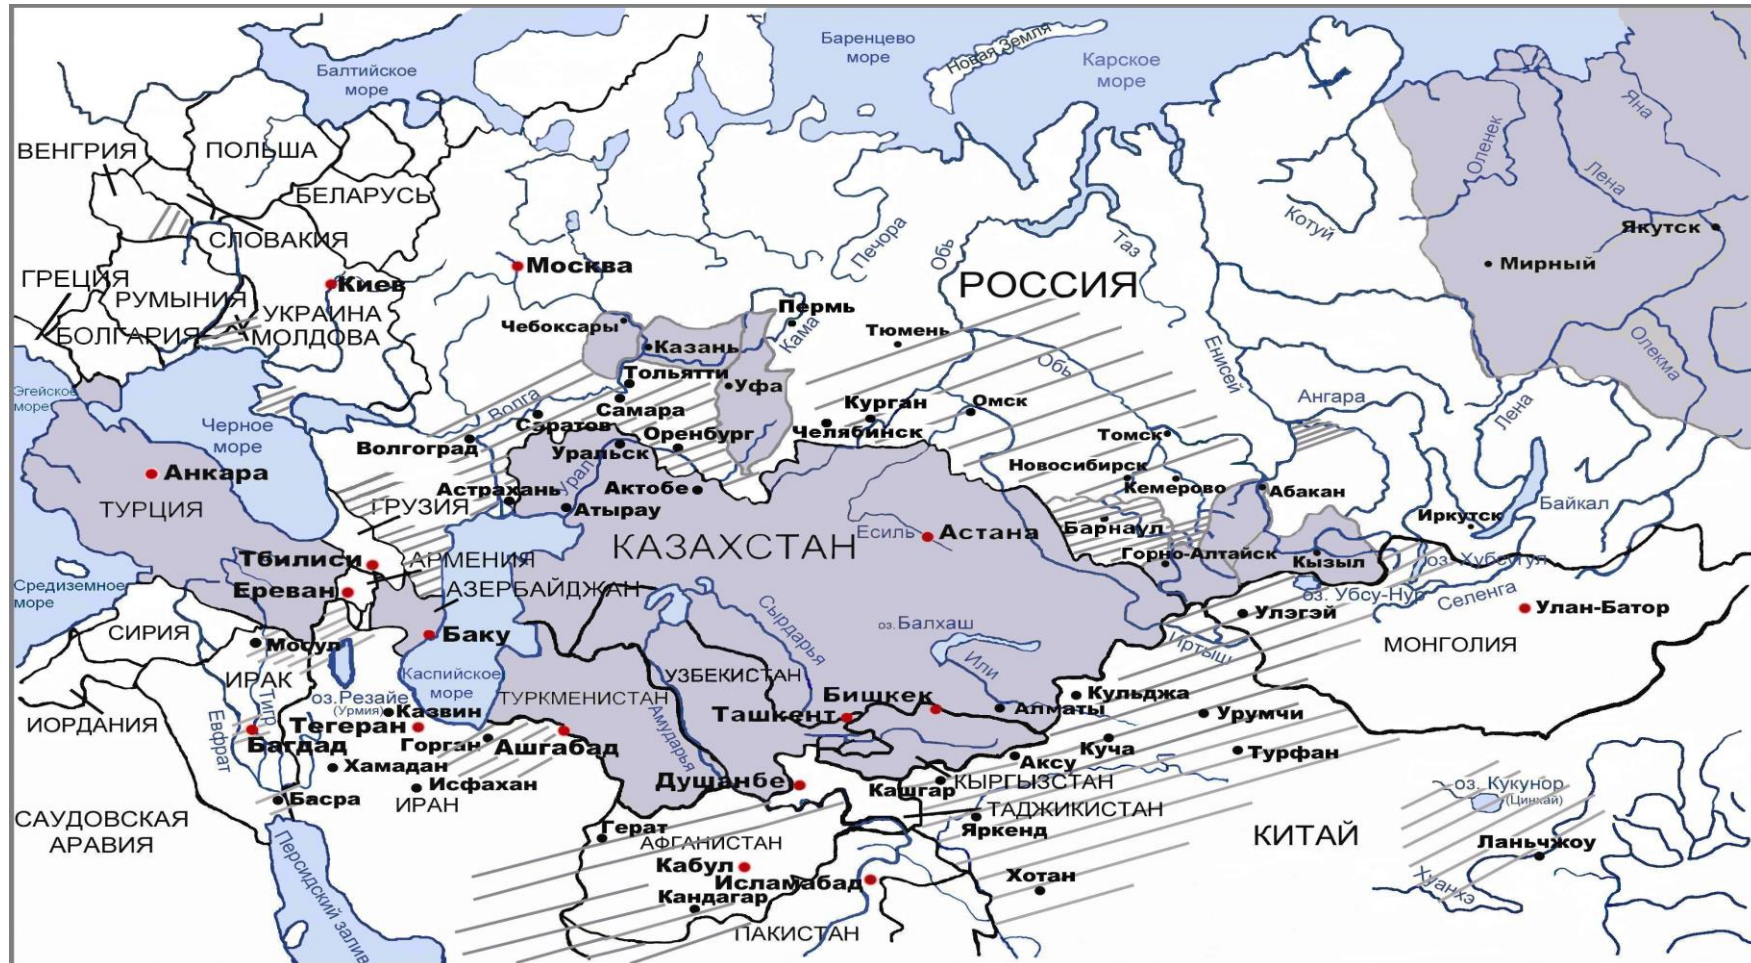 Баренцево
море
Новая Земля
Карское
море
Балтийское
море
Яна
Оленек
Лена
ВЕНГРИЯ
ПОЛЬША
БЕЛАРУСЬ
СЛОВАКИЯ
Котуй
Таз
Обь
Печора
Якутск
Мирный
Москва
РОССИЯ
ГРЕЦИЯ
Киев
РУМЫНИЯ
УКРАИНА
БОЛГАРИЯ
МОЛДОВА
Чебоксары
Пермь
Кама
Тюмень
Енисей
Олекма
Казань
Тольятти
Уфа
Обь
Эгейское
море
Волга
Самара
Курган
Омск
Ангара
Лена
Черное
море
Саратов
Оренбург
Челябинск
Томск
Волгоград
Уральск
Новосибирск
Анкара
Урал
Астрахань
Актобе
Кемерово
Абакан
Байкал
ТУРЦИЯ
ГРУЗИЯ
Атырау
Иркутск
Есиль
Астана
Барнаул
КАЗАХСТАН
Горно-Алтайск
Кызыл
оз. Хубсугул
Тбилиси
АРМЕНИЯ
Средиземное
море
Ереван
АЗЕРБАЙДЖАН
оз. Убсу-Нур
Селенга
Улан-Батор
Улэгэй
СИРИЯ
Баку
Сырдарья
оз. Балхаш
Мосул
Иртыш
МОНГОЛИЯ
ИРАК
Каспийское
море
УЗБЕКИСТАН
Или
ТУРКМЕНИСТАН
оз. Резайе
(Урмия)
Казвин
Бишкек
Кульджа
ИОРДАНИЯ
Тигр
Евфрат
Тегеран
Ташкент
Алматы
Урумчи
Багдад
Горган
Ашгабад
Амударья
Куча
Турфан
Хамадан
Аксу
Исфахан
Душанбе
Кашгар
КЫРГЫЗСТАН
оз. Кукунор
(Цинхай)
Басра
ИРАН
ТАДЖИКИСТАН
САУДОВСКАЯ
АРАВИЯ
Герат
АФГАНИСТАН
Яркенд
КИТАЙ
Ланьчжоу
Кабул
Исламабад
Хотан
Хуанхэ
Кандагар
Персидский залив
ПАКИСТАН